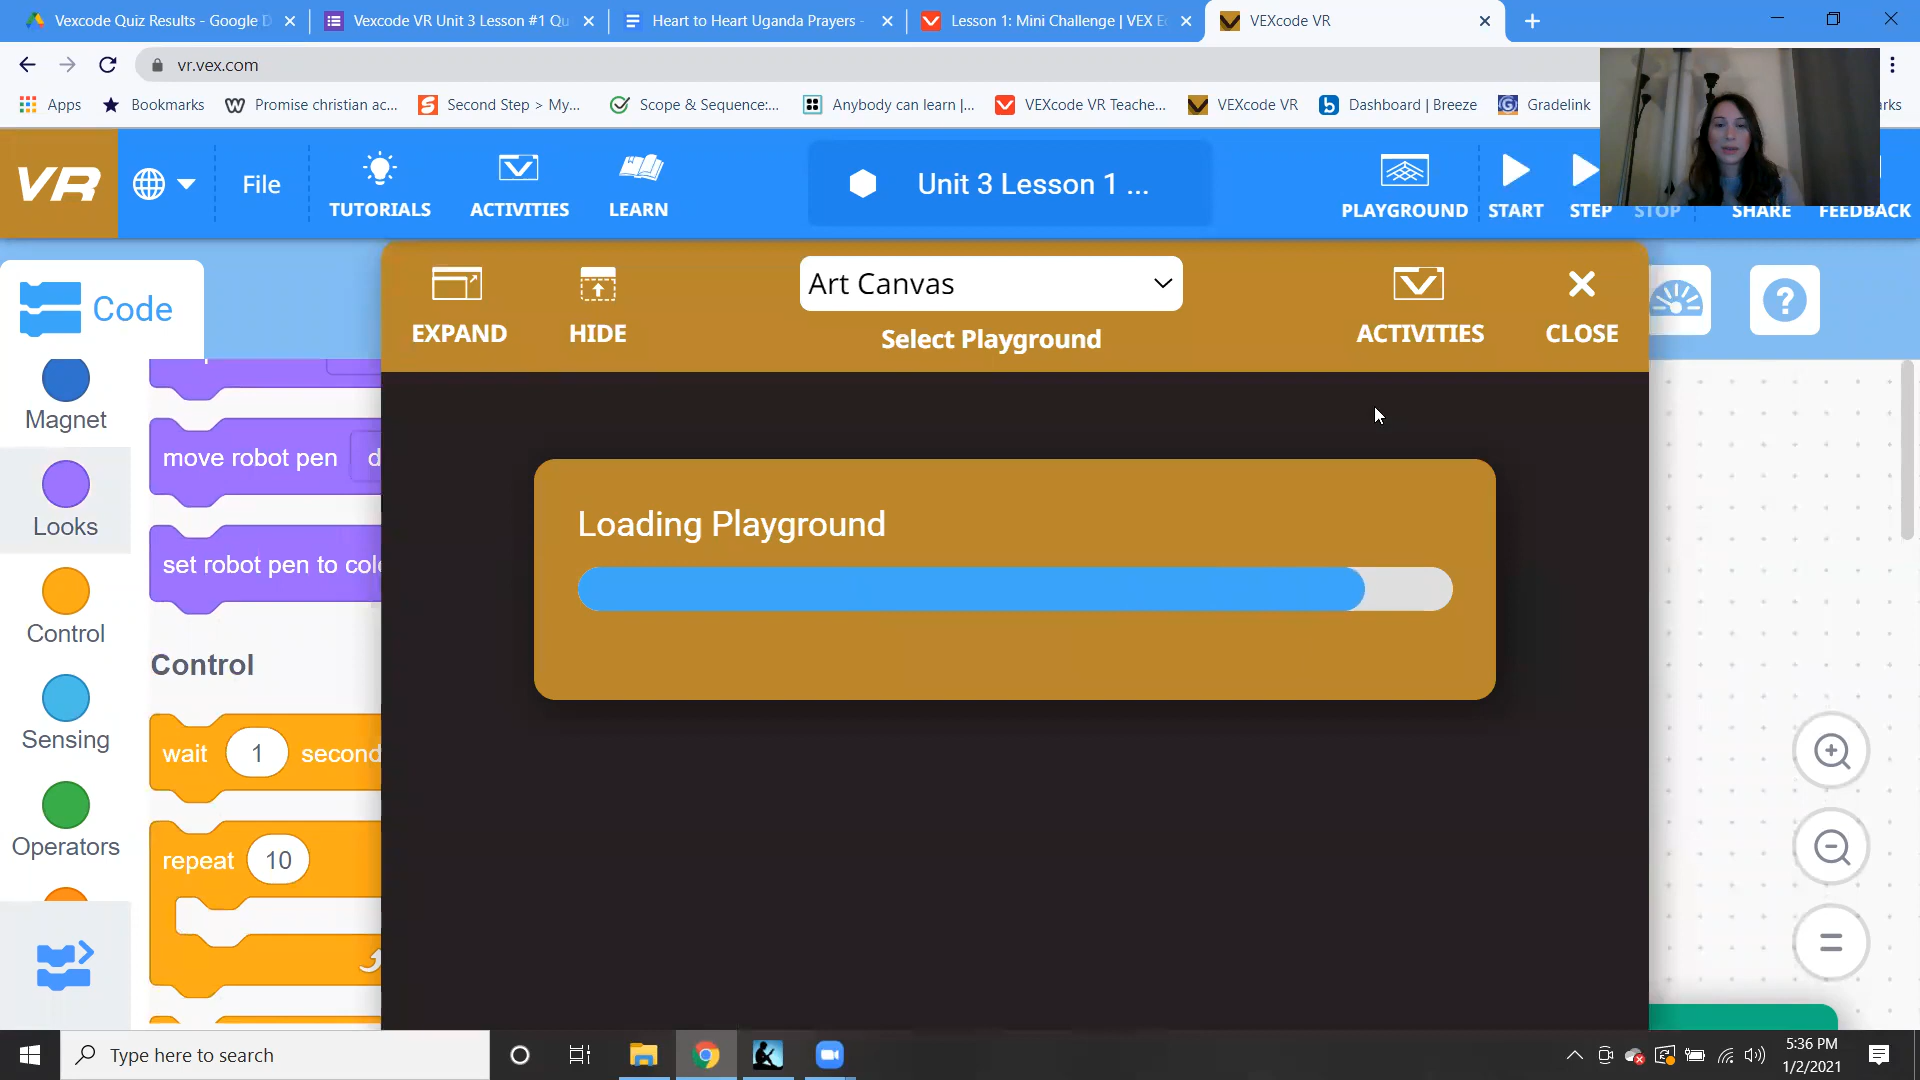 Vexcode Quiz Results - Google D
Vexcode VR Unit 3 Lesson #1 Qu
Heart to Heart Uganda Prayers -
Lesson 1: Mini Challenge | VEX E
VEXcode VR
vr.vex.com
Apps
Bookmarks
Promise christian ac...
Second Step > My...
Scope & Sequence:...
Anybody can learn |...
VEXcode VR Teache...
VEXcode VR
Dashboard | Breeze
Gradelink
VR
File
TUTORIALS
ACTIVITIES
LEARN
Unit 3 Lesson 1 ...
PLAYGROUND
START
STEP
STOP
SHARE
FEEDBACK
Code
EXPAND
HIDE
Art Canvas
Select Playground
ACTIVITIES
CLOSE
Magnet
Looks
Control
Sensing
Operators
move robot pen d
set robot pen to col
Control
wait 1 second
repeat 10
Loading Playground
Type here to search
5:36 PM
1/2/2021